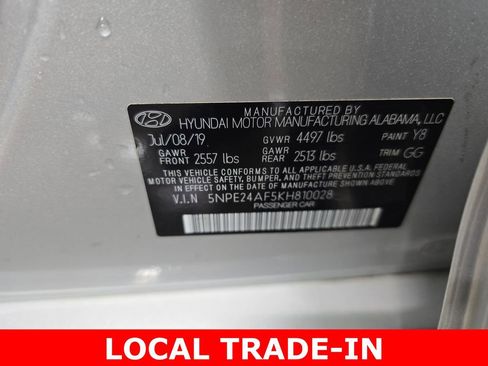 MANUFACTURED BY
HYUNDAI MOTOR MANUFACTURING ALABAMA, LLC
Jul/08/19 GVWR 4497 lbs PAINT Y8
GAWR FRONT 2557 lbs GAWR REAR 2513 lbs TRIM GG
THIS VEHICLE CONFORMS TO ALL APPLICABLE U.S.A. FEDERAL
MOTOR VEHICLE SAFETY, BUMPER, AND THEFT PREVENTION STANDARDS
IN EFFECT ON THE DATE OF MANUFACTURE SHOWN ABOVE.
V.I.N 5NPE24AF5KH810028
PASSENGER CAR
LOCAL TRADE-IN